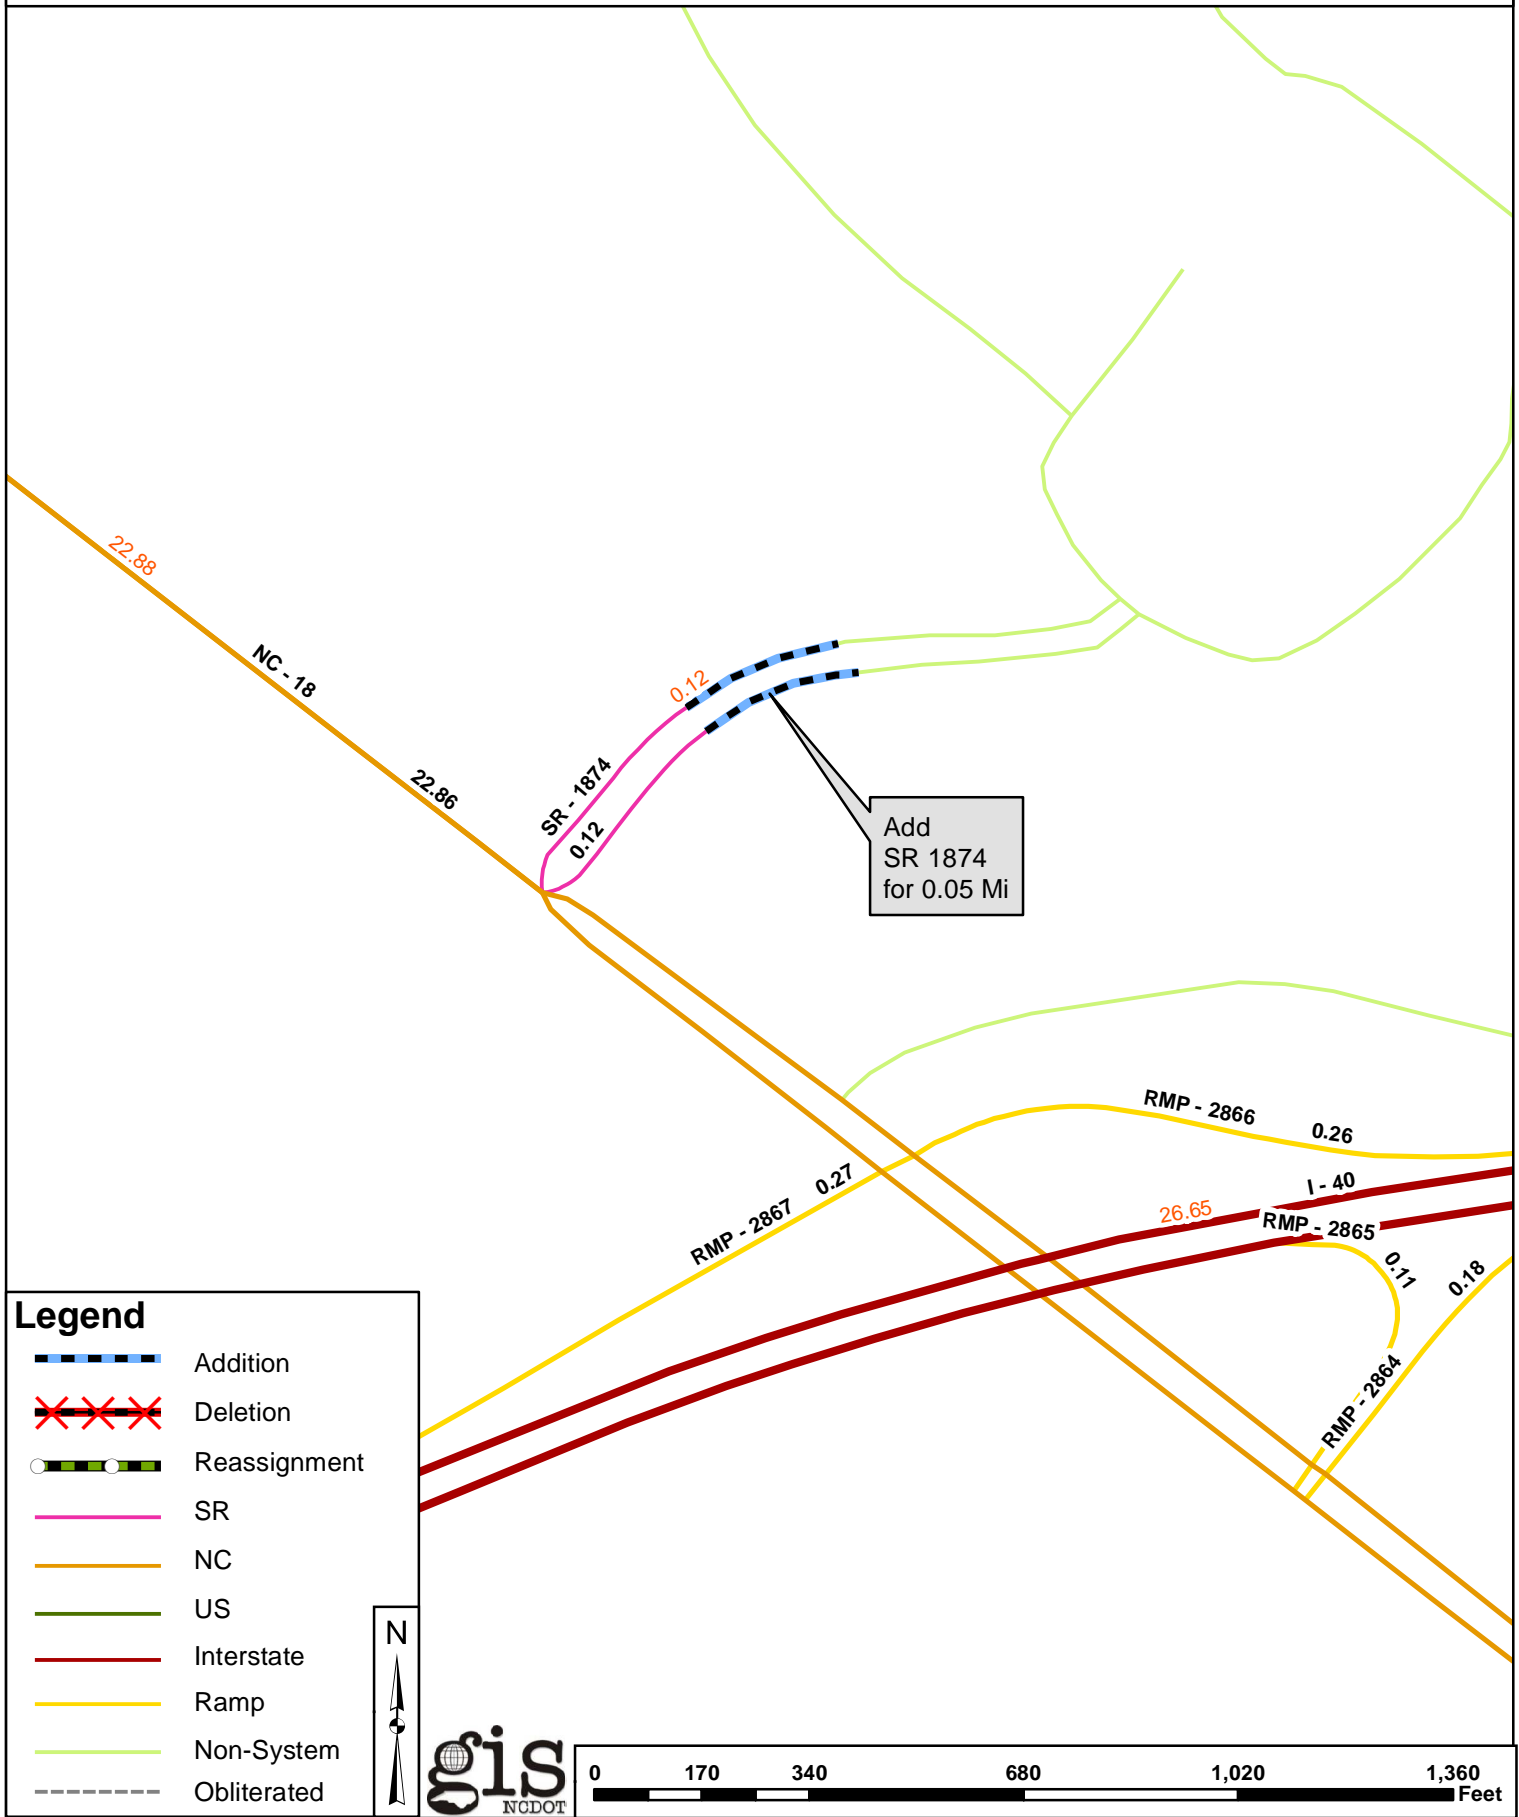 22.88
NC - 18
22.86
0.12
SR - 1874
0.12
Add
SR 1874
for 0.05 Mi
RMP - 2866
0.26
0.27
RMP - 2867
I - 40
26.65
RMP - 2865
0.11
0.18
RMP - 2864
Legend
Addition
Deletion
Reassignment
SR
NC
US
Interstate
Ramp
Non-System
Obliterated
N
gis
NCDOT
0 170 340 680 1,020 1,360
Feet